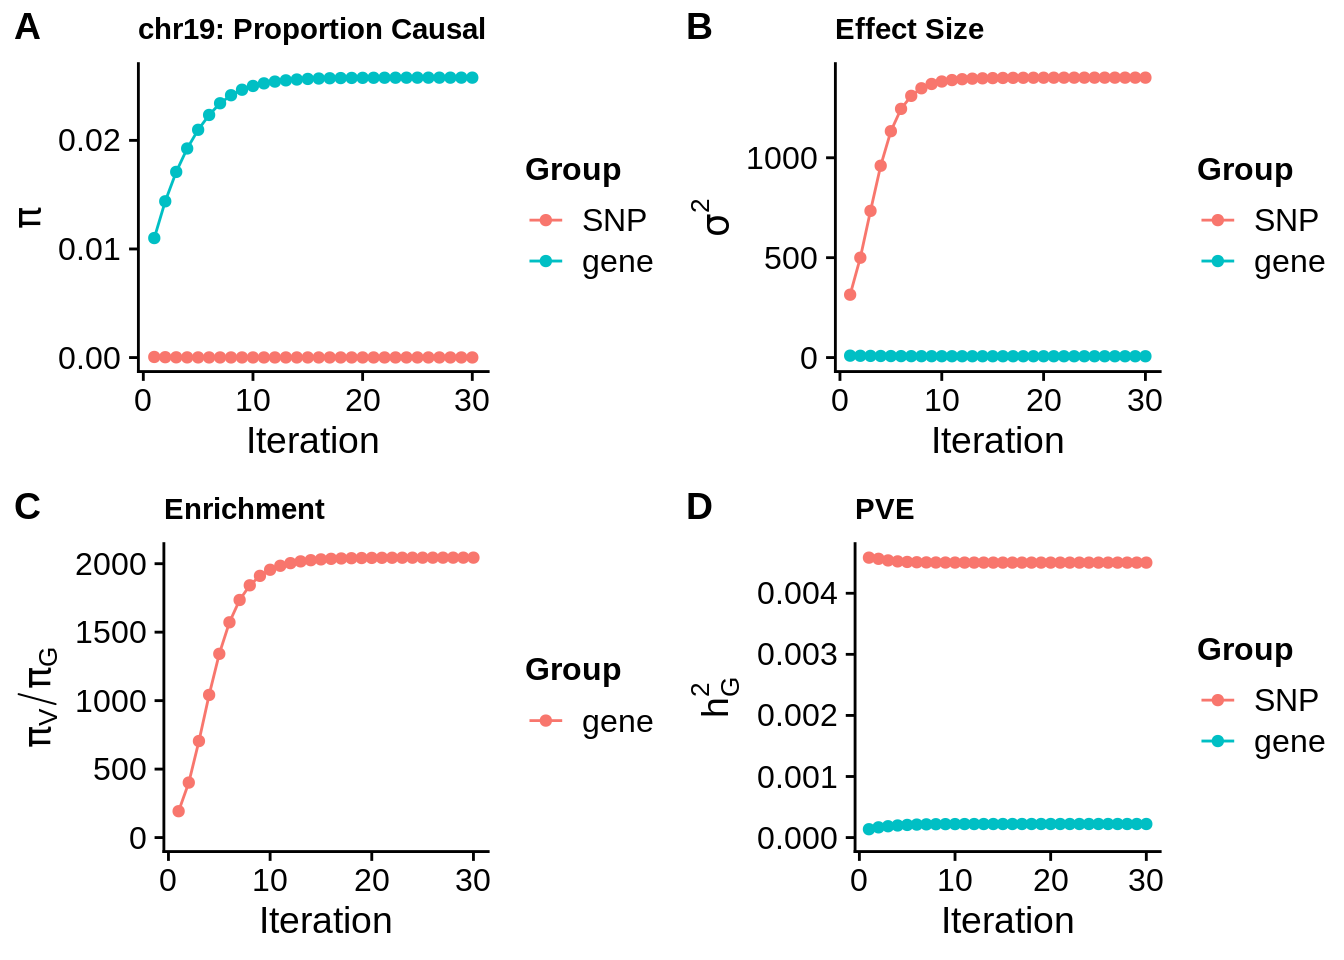 A
chr19: Proportion Causal
π
0.02
0.01
0.00
0 10 20 30
Iteration
Group
SNP
gene
B
Effect Size
σ²
1000
500
0
0 10 20 30
Iteration
Group
SNP
gene
C
Enrichment
π_V/π_G
2000
1500
1000
500
0
0 10 20 30
Iteration
Group
gene
D
PVE
h²_G
0.004
0.003
0.002
0.001
0.000
0 10 20 30
Iteration
Group
SNP
gene